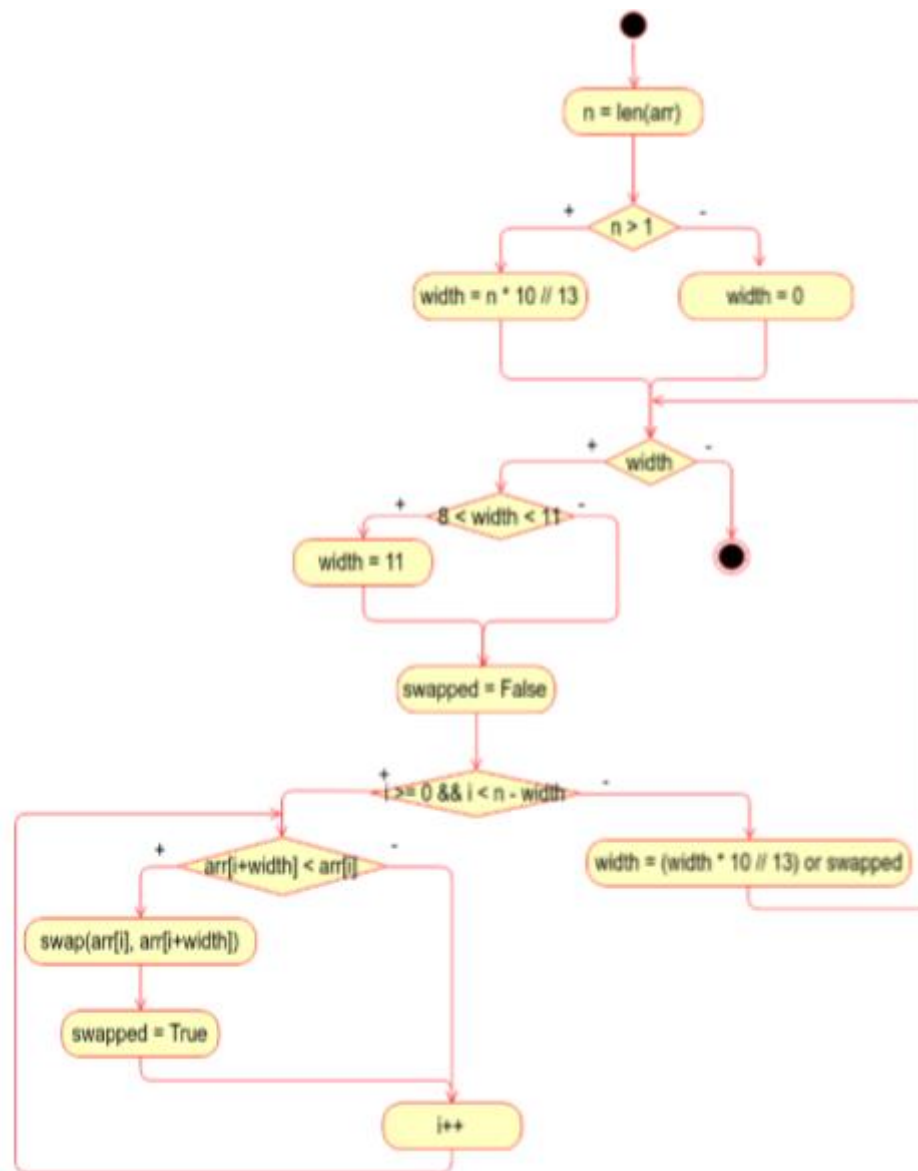 n = len(arr)
+
-
n > 1
width = n * 10 // 13
width = 0
+
-
width
+
-
8 < width < 11
width = 11
swapped = False
+
-
i >= 0 && i < n - width
+
-
arr[i+width] < arr[i]
width = (width * 10 // 13) or swapped
swap(arr[i], arr[i+width])
swapped = True
i++